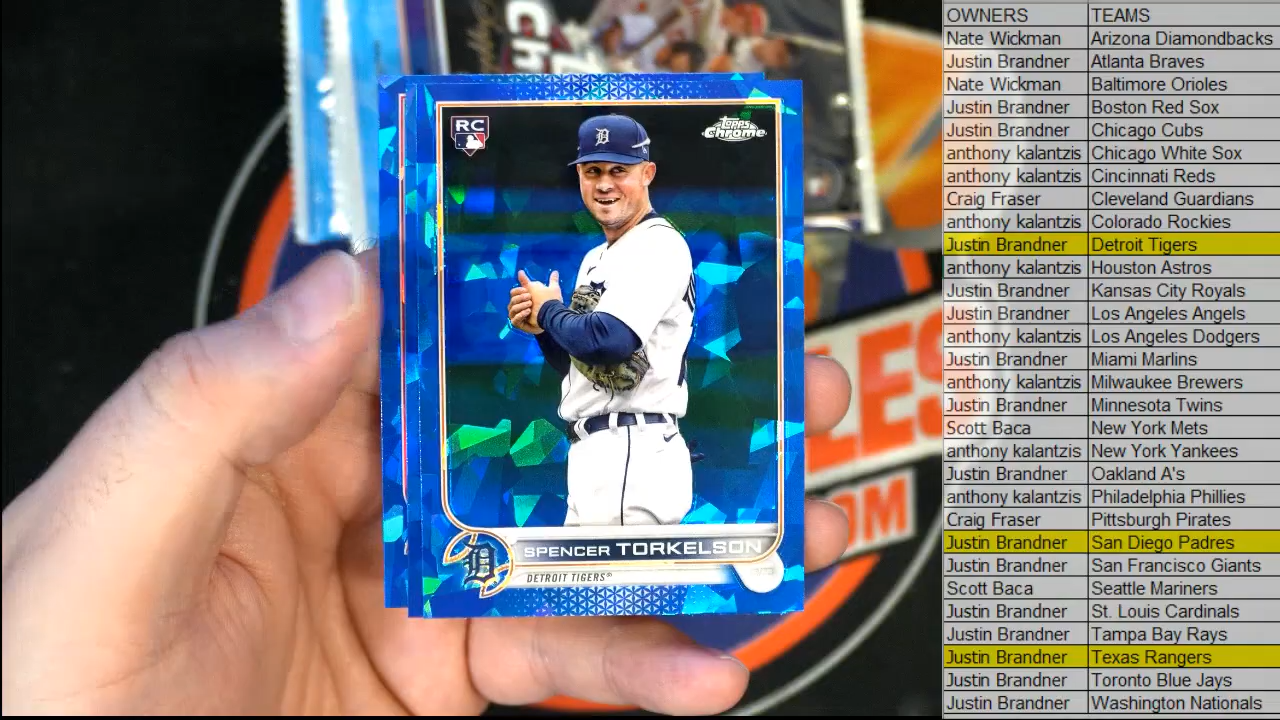 RC
Topps
Chrome
D
SPENCER TORKELSON
DETROIT TIGERS
LES
OM
OWNERS TEAMS
Nate Wickman Arizona Diamondbacks
Justin Brandner Atlanta Braves
Nate Wickman Baltimore Orioles
Justin Brandner Boston Red Sox
Justin Brandner Chicago Cubs
anthony kalantzis Chicago White Sox
anthony kalantzis Cincinnati Reds
Craig Fraser Cleveland Guardians
anthony kalantzis Colorado Rockies
Justin Brandner Detroit Tigers
anthony kalantzis Houston Astros
Justin Brandner Kansas City Royals
Justin Brandner Los Angeles Angels
anthony kalantzis Los Angeles Dodgers
Justin Brandner Miami Marlins
anthony kalantzis Milwaukee Brewers
Justin Brandner Minnesota Twins
Scott Baca New York Mets
anthony kalantzis New York Yankees
Justin Brandner Oakland A's
anthony kalantzis Philadelphia Phillies
Craig Fraser Pittsburgh Pirates
Justin Brandner San Diego Padres
Justin Brandner San Francisco Giants
Scott Baca Seattle Mariners
Justin Brandner St. Louis Cardinals
Justin Brandner Tampa Bay Rays
Justin Brandner Texas Rangers
Justin Brandner Toronto Blue Jays
Justin Brandner Washington Nationals